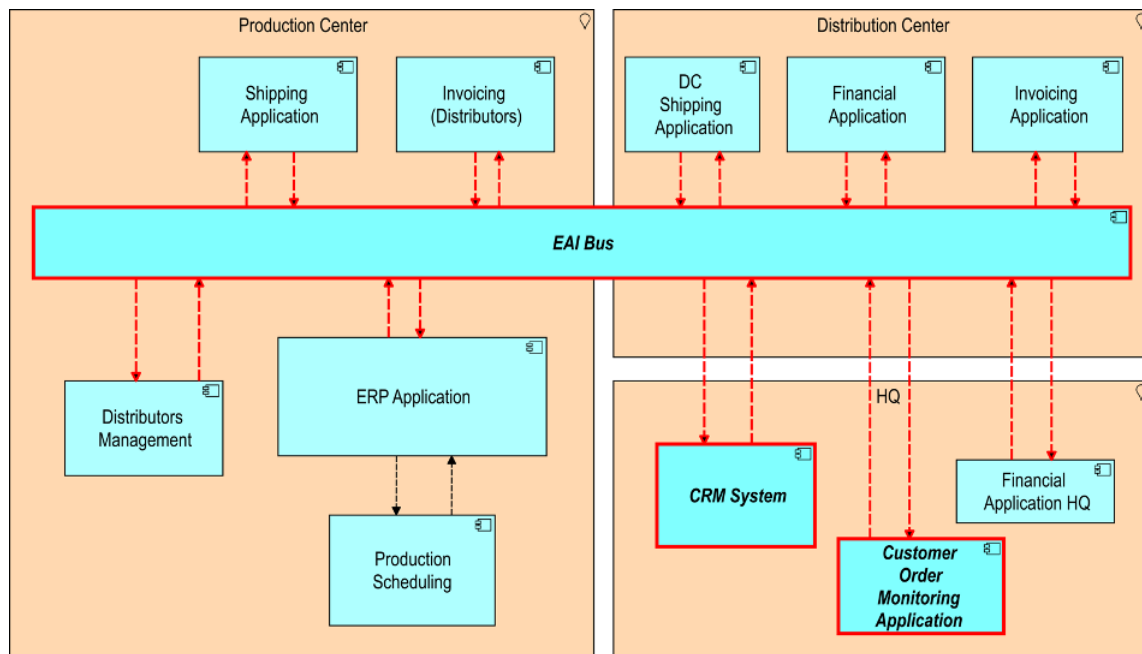 Production Center
Distribution Center
Shipping
Application
Invoicing
(Distributors)
DC
Shipping
Application
Financial
Application
Invoicing
Application
EAI Bus
ERP Application
Distributors
Management
HQ
CRM System
Financial
Application HQ
Production
Scheduling
Customer
Order
Monitoring
Application